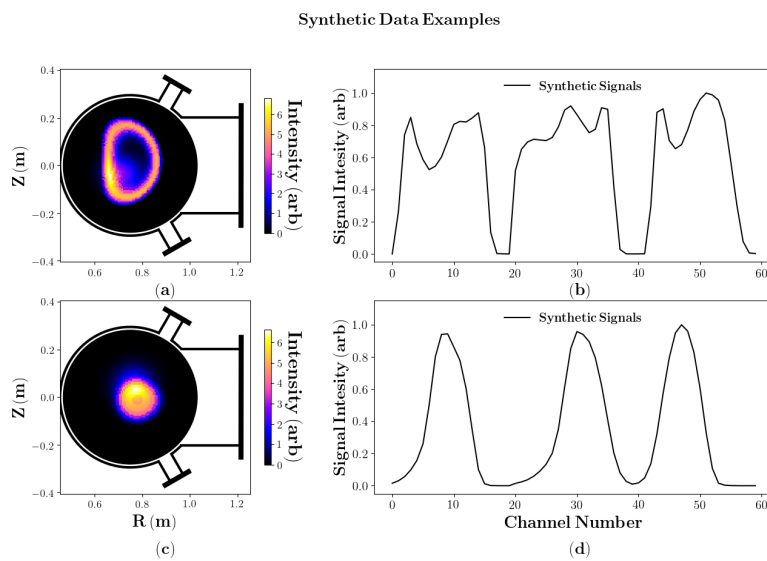 Synthetic Data Examples
0.4
0.2
0.0
−0.2
−0.4
Z (m)
0.6 0.8 1.0 1.2
(a)
6
5
4
3
2
1
0
Intensity (arb)
Signal Intesity (arb)
1.0
0.8
0.6
0.4
0.2
0.0
Synthetic Signals
0 10 20 30 40 50 60
(b)
0.4
0.2
0.0
−0.2
−0.4
Z (m)
0.6 0.8 1.0 1.2
R (m)
(c)
6
5
4
3
2
1
0
Intensity (arb)
Signal Intesity (arb)
1.0
0.8
0.6
0.4
0.2
0.0
Synthetic Signals
0 10 20 30 40 50 60
Channel Number
(d)